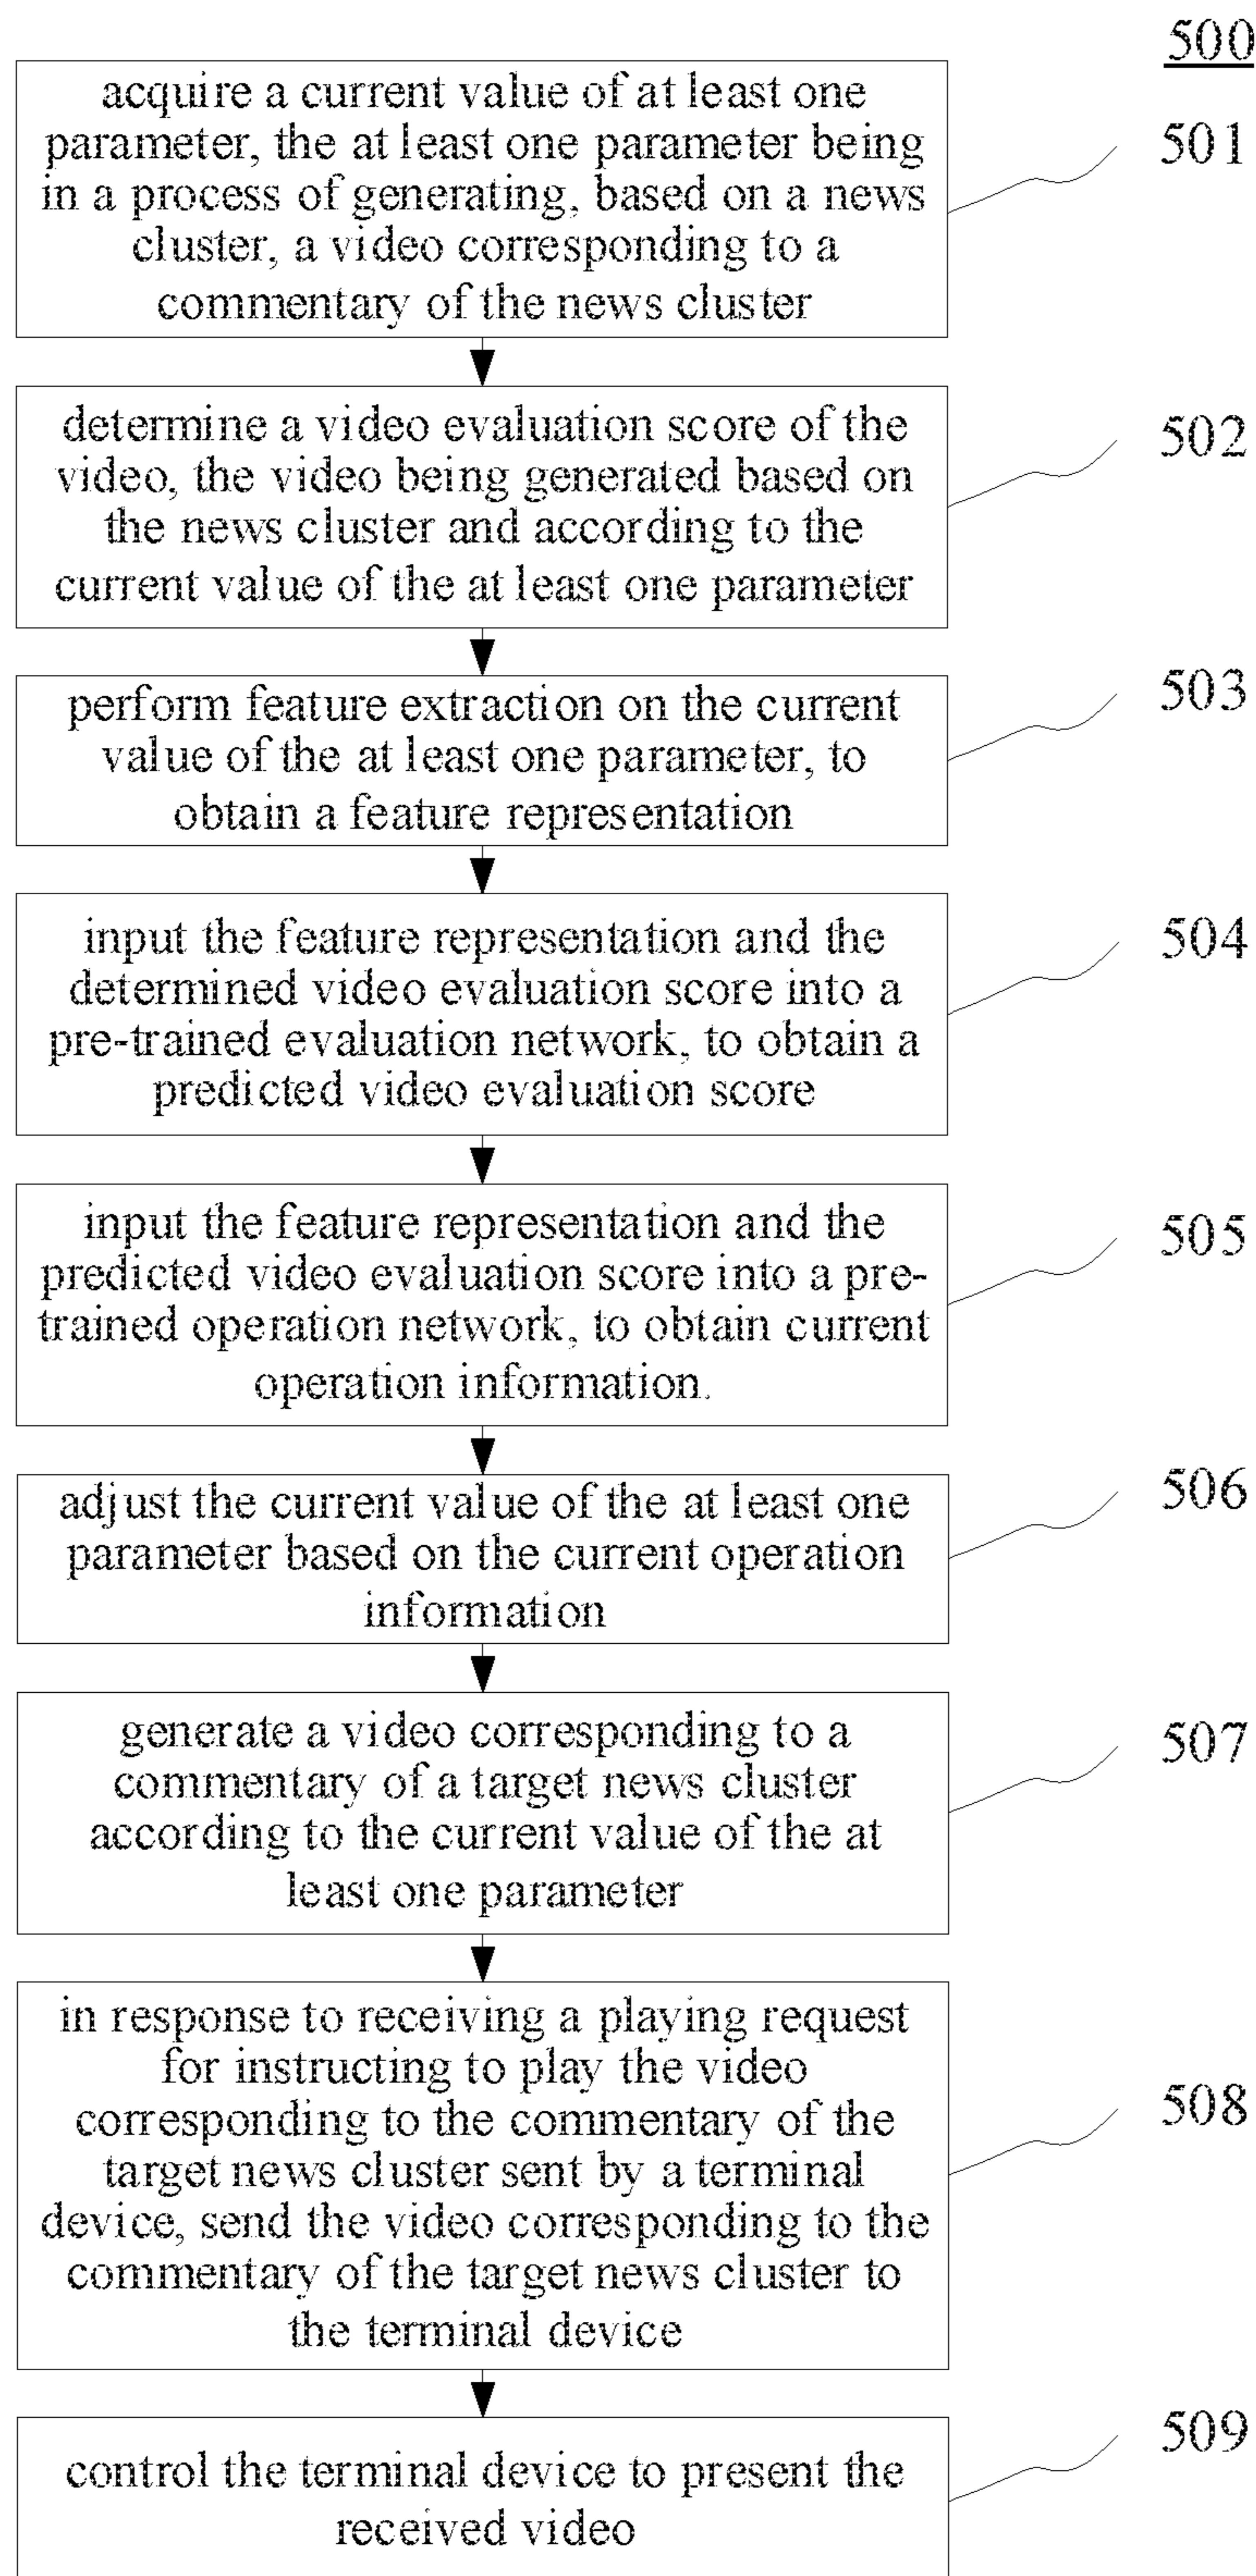 500
acquire a current value of at least one
parameter, the at least one parameter being
in a process of generating, based on a news
cluster, a video corresponding to a
commentary of the news cluster
501
determine a video evaluation score of the
video, the video being generated based on
the news cluster and according to the
current value of the at least one parameter
502
perform feature extraction on the current
value of the at least one parameter, to
obtain a feature representation
503
input the feature representation and the
determined video evaluation score into a
pre-trained evaluation network, to obtain a
predicted video evaluation score
504
input the feature representation and the
predicted video evaluation score into a pre-
trained operation network, to obtain current
operation information.
505
adjust the current value of the at least one
parameter based on the current operation
information
506
generate a video corresponding to a
commentary of a target news cluster
according to the current value of the at
least one parameter
507
in response to receiving a playing request
for instructing to play the video
corresponding to the commentary of the
target news cluster sent by a terminal
device, send the video corresponding to the
commentary of the target news cluster to
the terminal device
508
control the terminal device to present the
received video
509